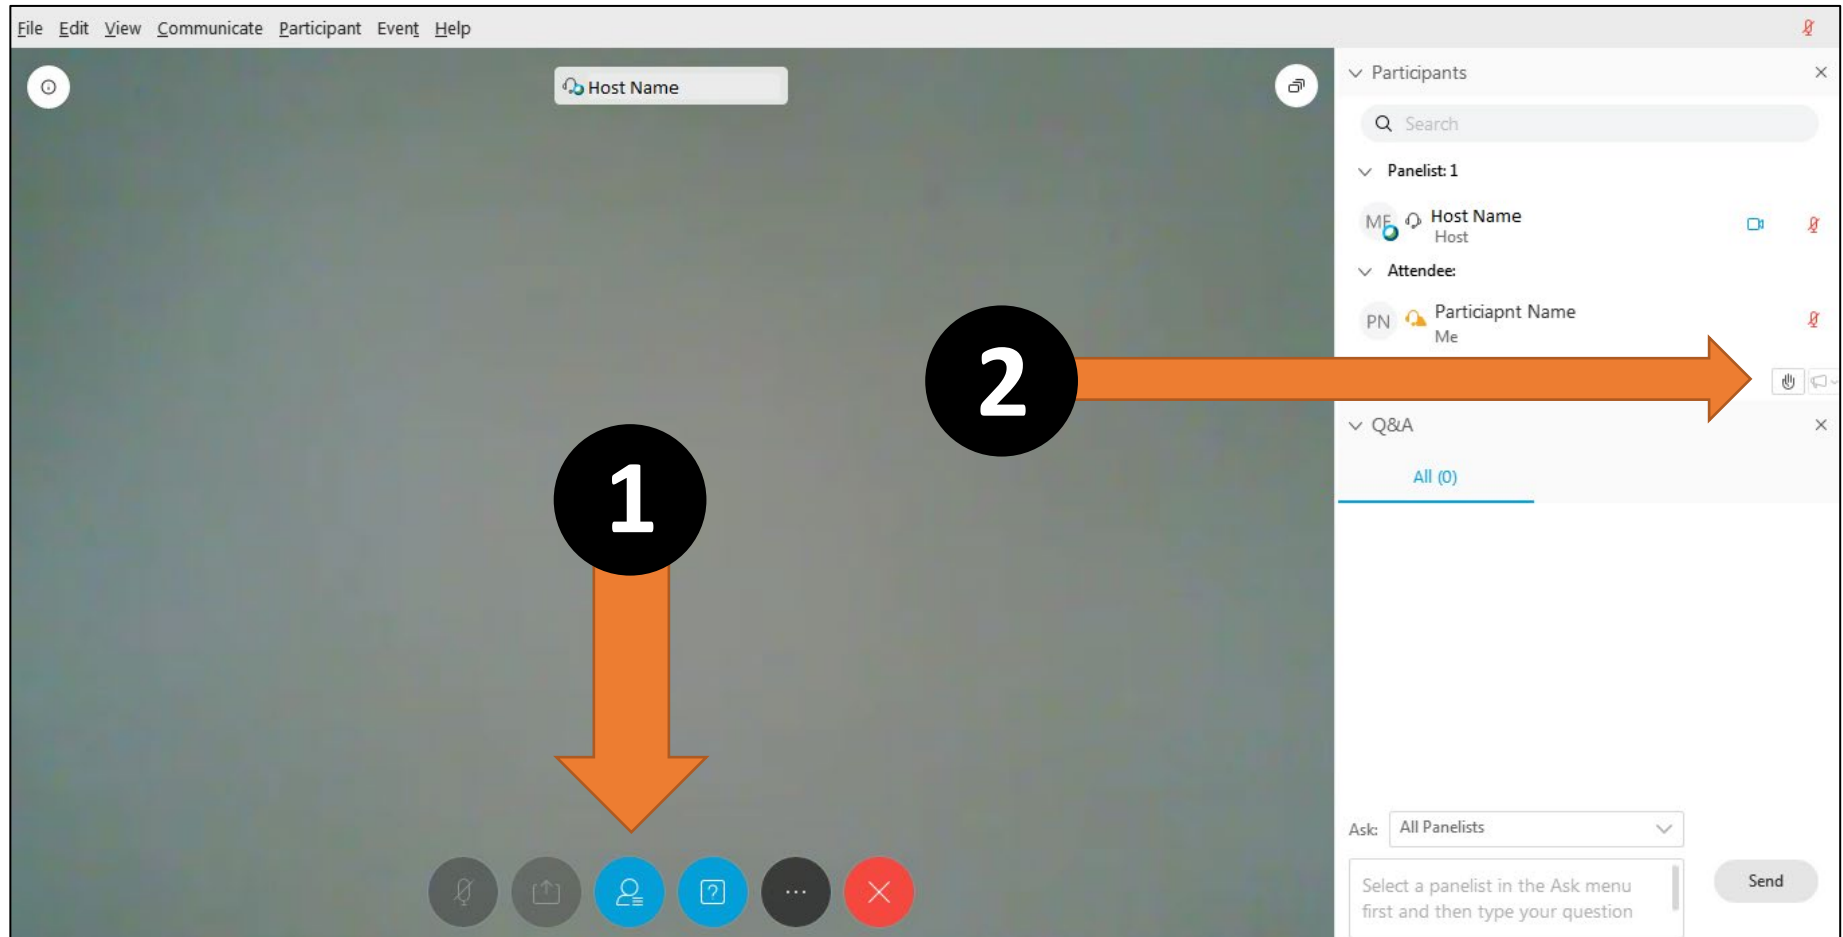 File Edit View Communicate Participant Event Help
Host Name
Participants
Search
Panelist: 1
ME Host Name
Host
Attendee:
PN Particiapnt Name
Me
2
Q&A
All (0)
1
Ask: All Panelists
Select a panelist in the Ask menu
first and then type your question
Send